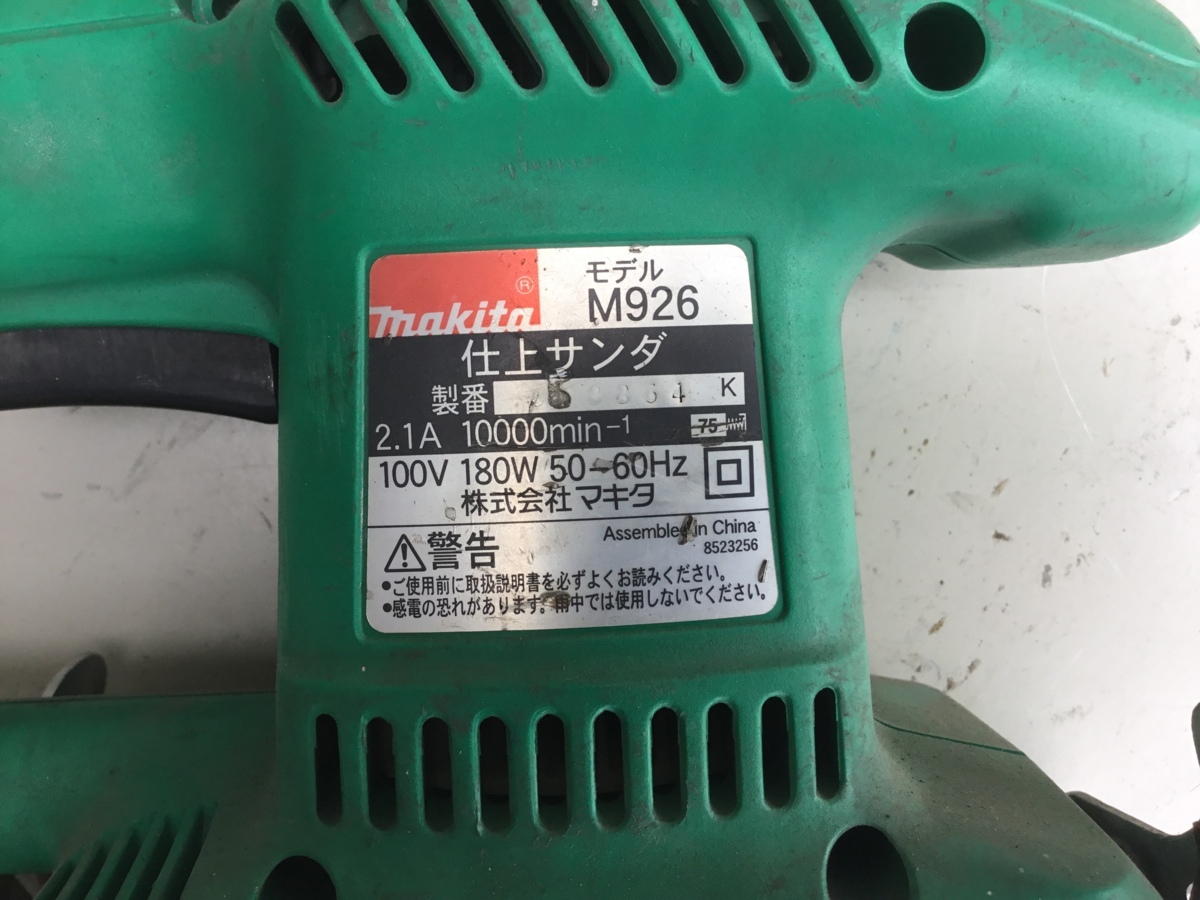 makita®
モデル
M926
仕上サンダ
製番 K
2.1A 10000min-1 75mm
100V 180W 50-60Hz
株式会社マキタ
Assembled in China
8523256
⚠警告
●ご使用前に取扱説明書を必ずよくお読みください。
●感電の恐れがあります。雨中では使用しないでください。